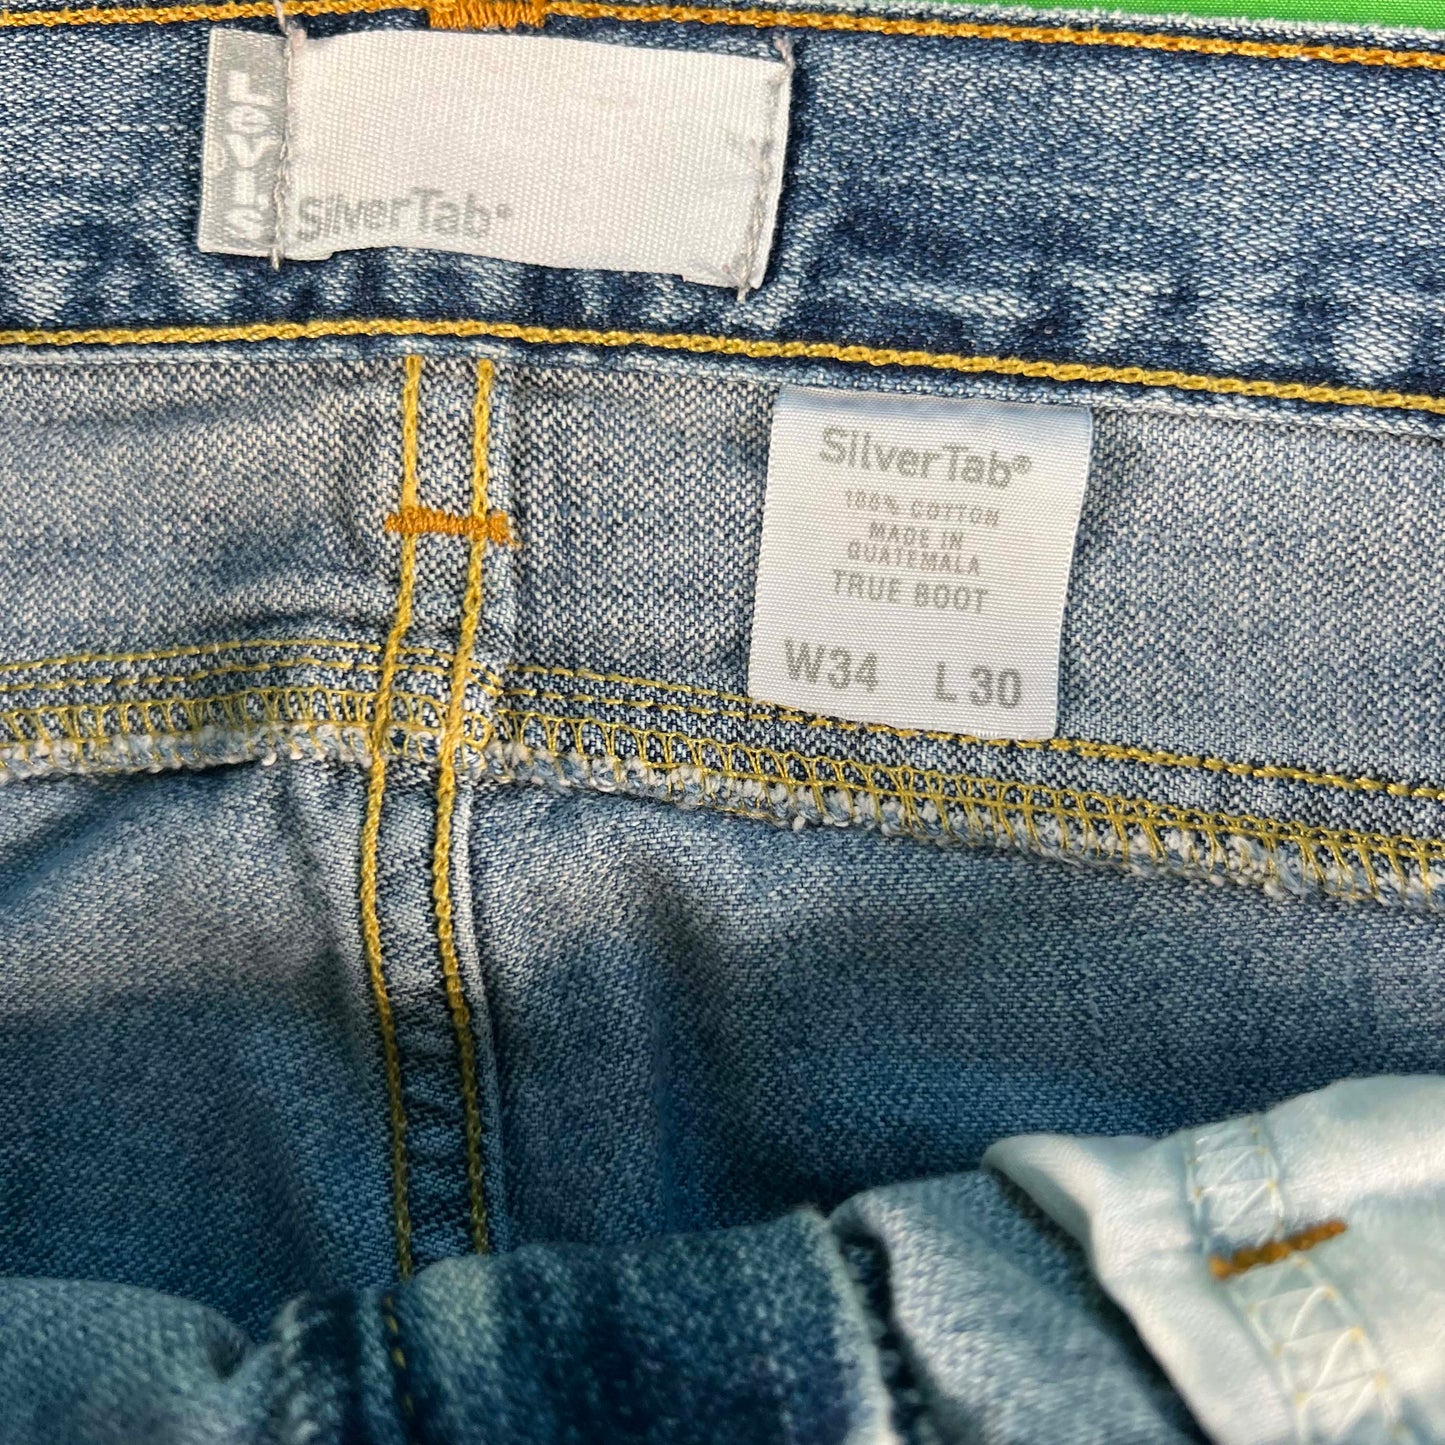 Levi's®
SilverTab®
SilverTab®
100% COTTON
MADE IN
GUATEMALA
TRUE BOOT
W34 L30